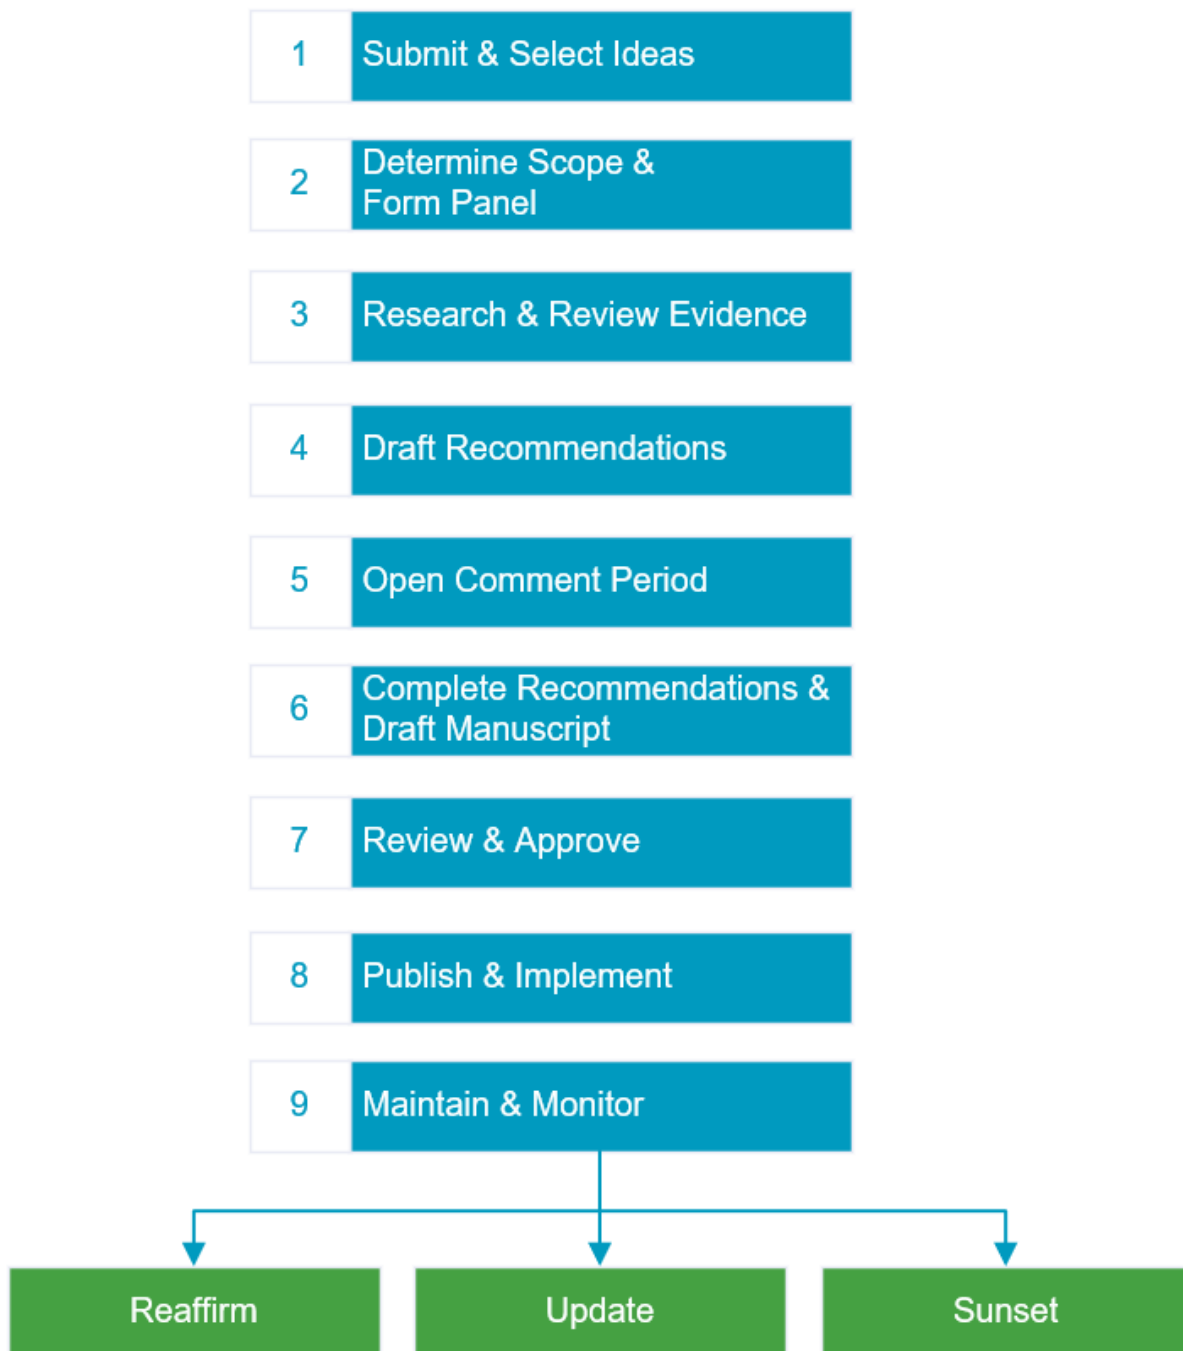 1 Submit & Select Ideas
2 Determine Scope &
Form Panel
3 Research & Review Evidence
4 Draft Recommendations
5 Open Comment Period
6 Complete Recommendations &
Draft Manuscript
7 Review & Approve
8 Publish & Implement
9 Maintain & Monitor
Reaffirm Update Sunset